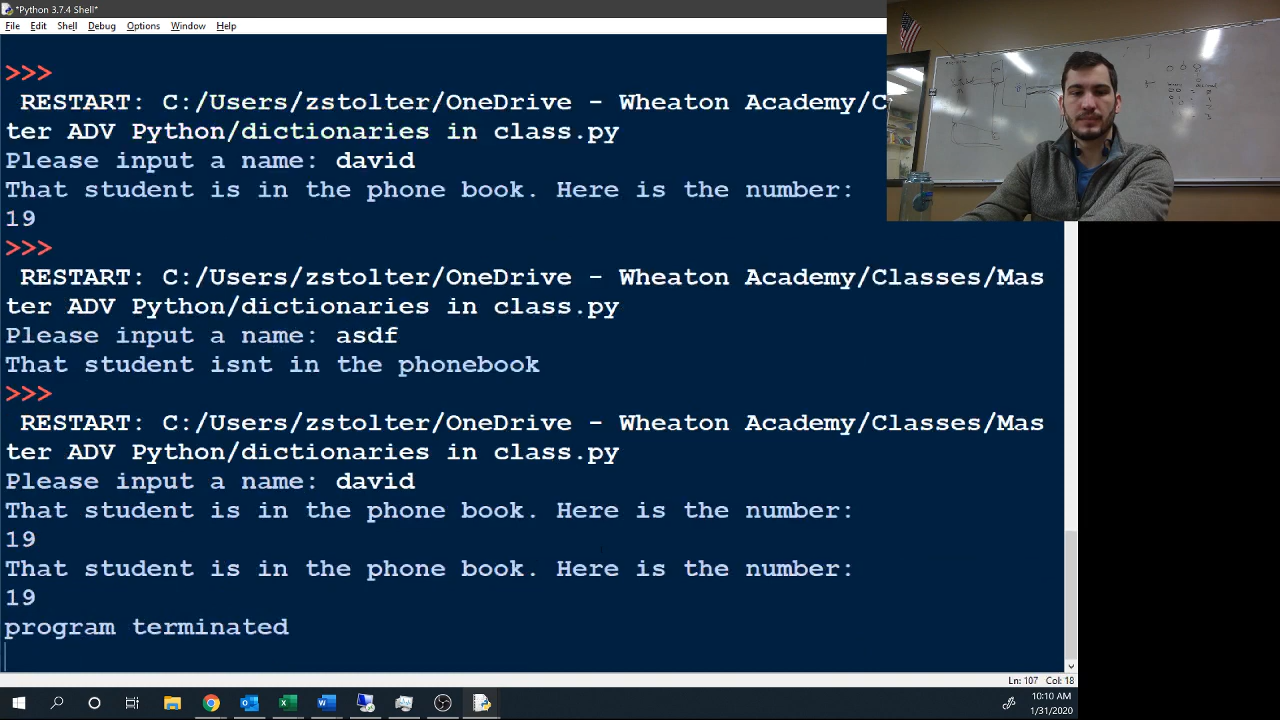 *Python 3.7.4 Shell*
File Edit Shell Debug Options Window Help
>>>
RESTART: C:/Users/zstolter/OneDrive - Wheaton Academy/C
ter ADV Python/dictionaries in class.py
Please input a name: david
That student is in the phone book. Here is the number:
19
>>>
RESTART: C:/Users/zstolter/OneDrive - Wheaton Academy/Classes/Mas
ter ADV Python/dictionaries in class.py
Please input a name: asdf
That student isnt in the phonebook
>>>
RESTART: C:/Users/zstolter/OneDrive - Wheaton Academy/Classes/Mas
ter ADV Python/dictionaries in class.py
Please input a name: david
That student is in the phone book. Here is the number:
19
That student is in the phone book. Here is the number:
19
program terminated
Ln: 107 Col: 18
10:10 AM
1/31/2020